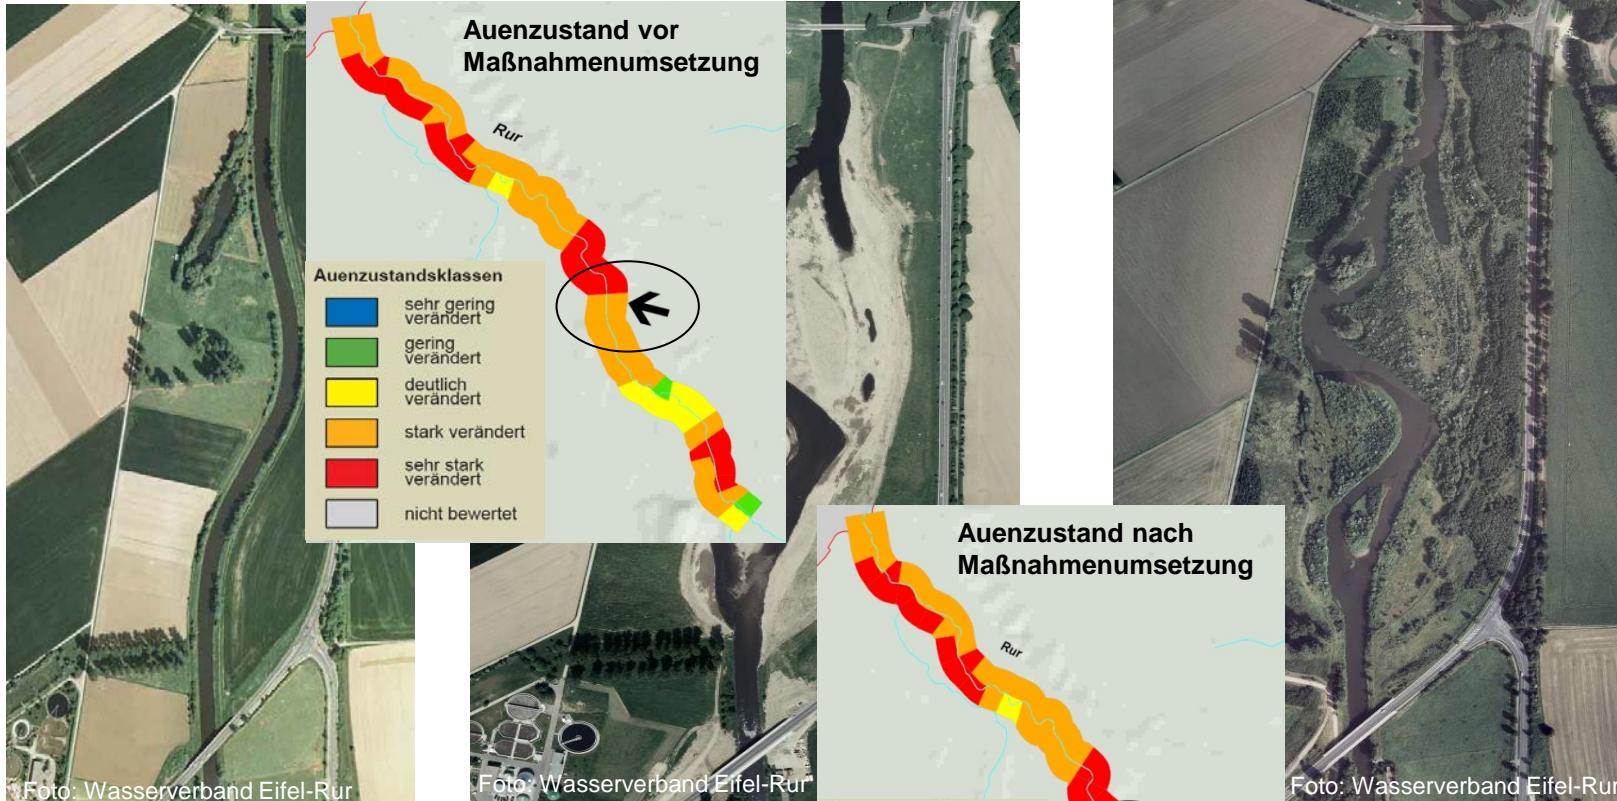 Auenzustand vor
Maßnahmenumsetzung
Rur
Auenzustandsklassen
sehr gering
verändert
gering
verändert
deutlich
verändert
stark verändert
sehr stark
verändert
nicht bewertet
Auenzustand nach
Maßnahmenumsetzung
Rur
Foto: Wasserverband Eifel-Rur
Foto: Wasserverband Eifel-Rur
Foto: Wasserverband Eifel-Rur